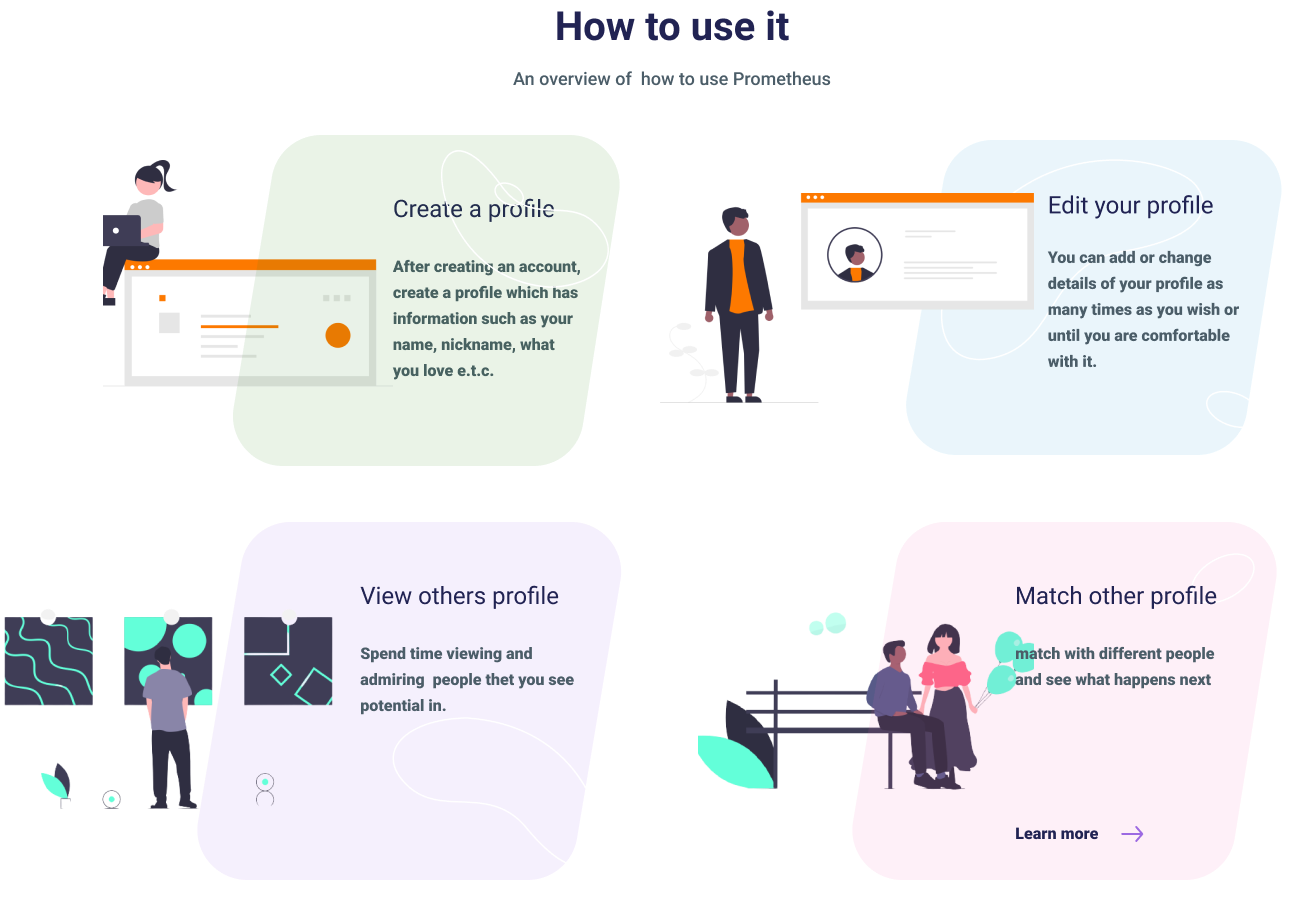 How to use it
An overview of  how to use Prometheus
Create a profile
After creating an account,
create a profile which has
information such as your
name, nickname, what
you love e.t.c.
Edit your profile
You can add or change
details of your profile as
many times as you wish or
until you are comfortable
with it.
View others profile
Spend time viewing and
admiring  people thet you see
potential in.
Match other profile
match with different people
and see what happens next
Learn more